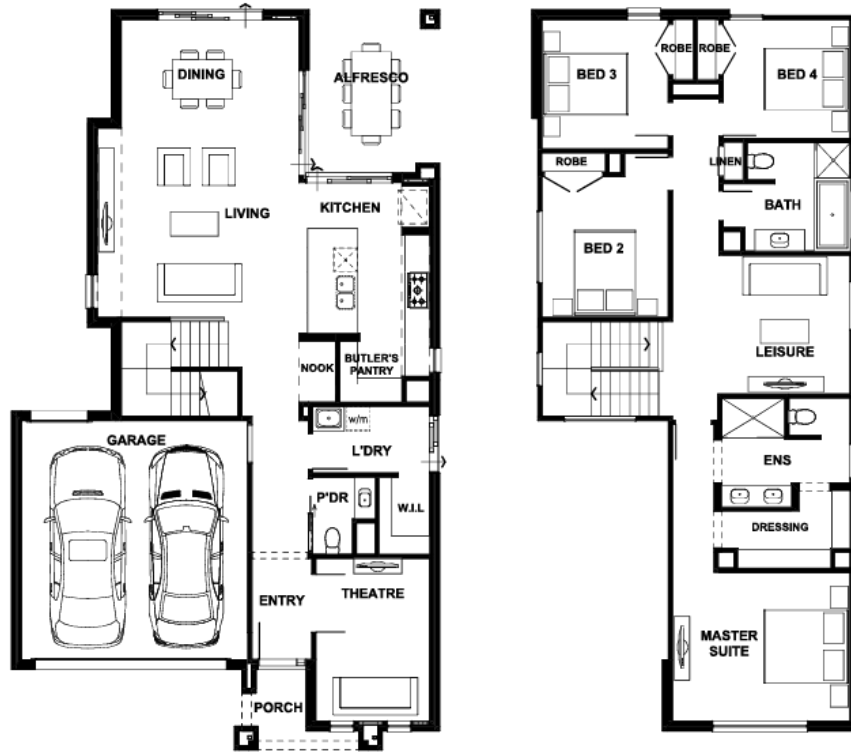 DINING
ALFRESCO
LIVING
KITCHEN
NOOK
BUTLER'S
PANTRY
GARAGE
w/m
L'DRY
P'DR
W.I.L
ENTRY
THEATRE
PORCH
BED 3
ROBE
ROBE
BED 4
ROBE
LINEN
BATH
BED 2
LEISURE
ENS
DRESSING
MASTER
SUITE